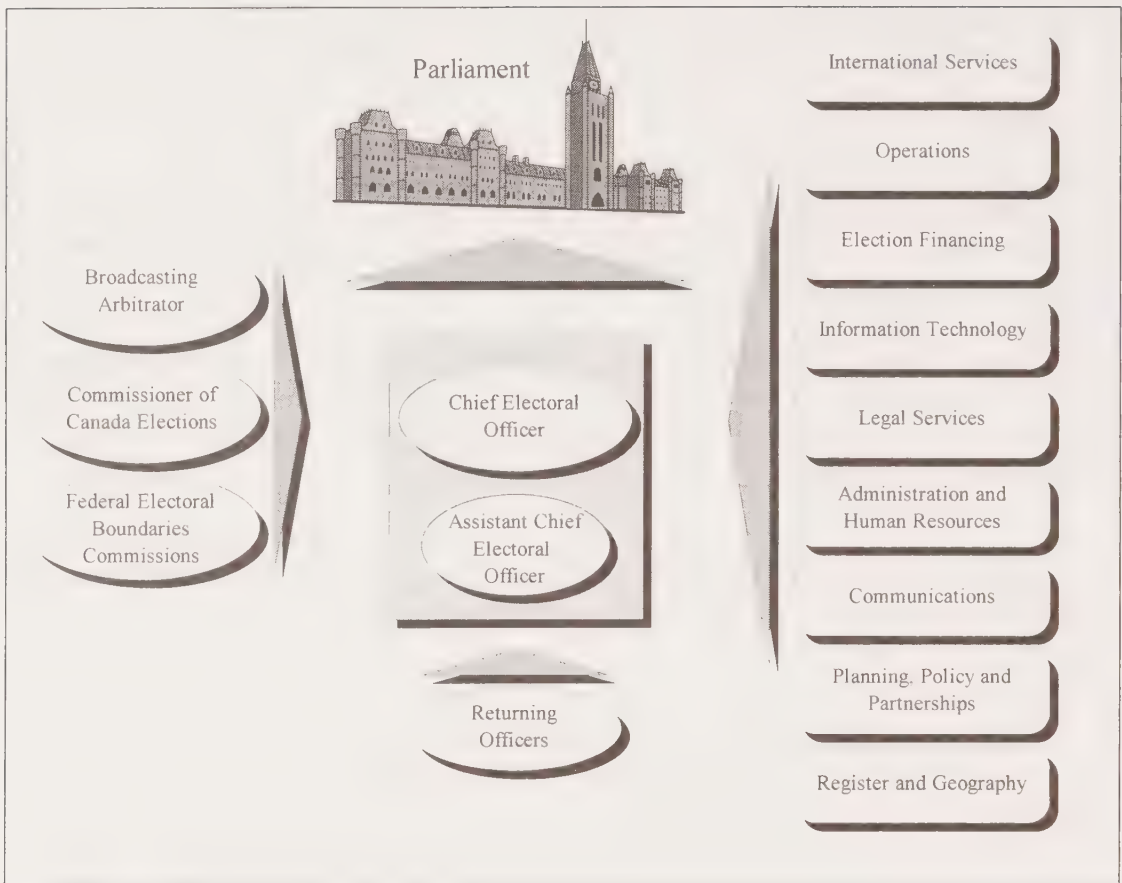 Parliament
Broadcasting
Arbitrator
Commissioner of
Canada Elections
Federal Electoral
Boundaries
Commissions
Chief Electoral
Officer
Assistant Chief
Electoral
Officer
Returning
Officers
International Services
Operations
Election Financing
Information Technology
Legal Services
Administration and
Human Resources
Communications
Planning, Policy and
Partnerships
Register and Geography